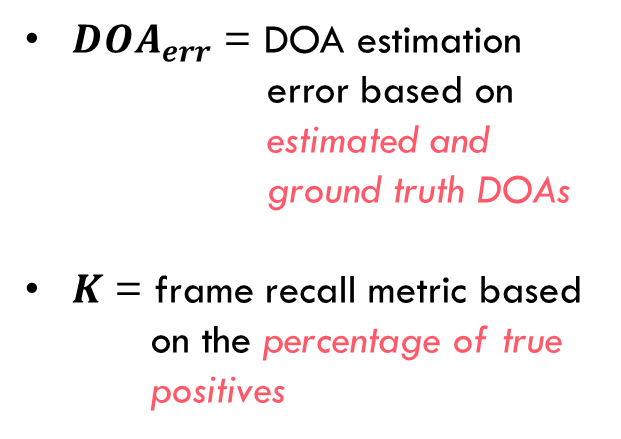 • DOA_err = DOA estimation
error based on
estimated and
ground truth DOAs
• K = frame recall metric based
on the percentage of true
positives